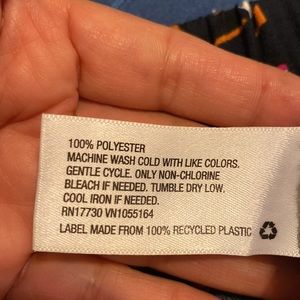 100% POLYESTER
MACHINE WASH COLD WITH LIKE COLORS.
GENTLE CYCLE. ONLY NON-CHLORINE
BLEACH IF NEEDED. TUMBLE DRY LOW.
COOL IRON IF NEEDED.
RN17730 VN1055164
LABEL MADE FROM 100% RECYCLED PLASTIC